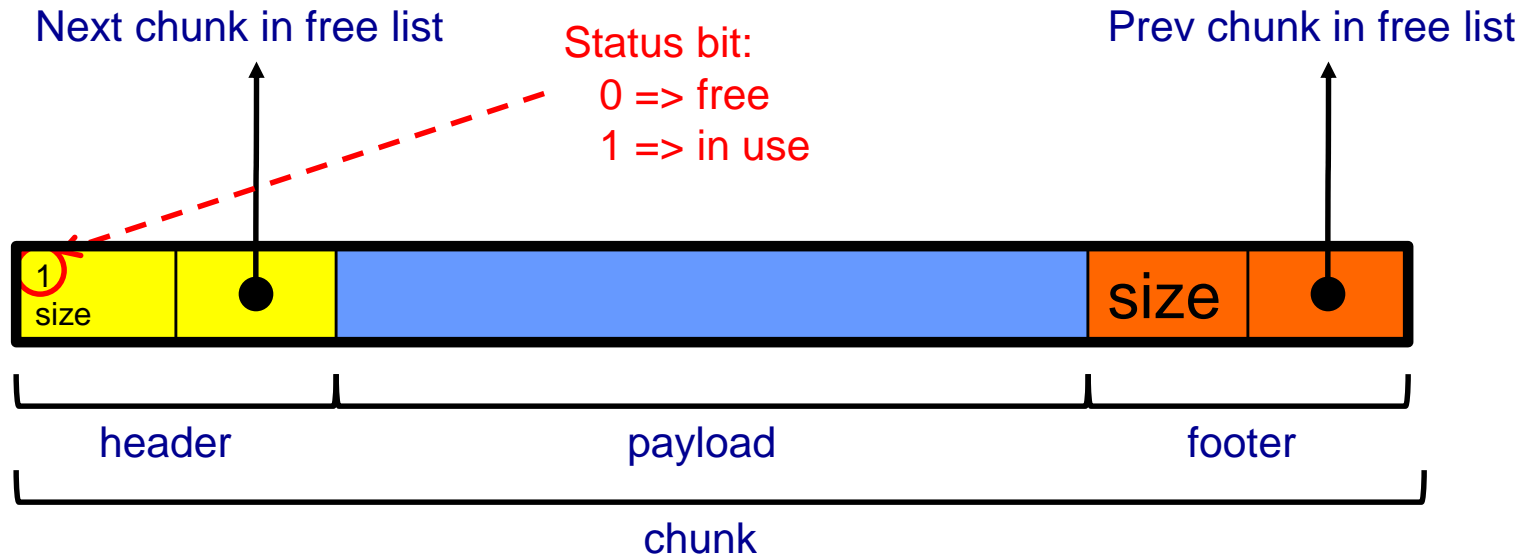 Next chunk in free list
Status bit:
0 => free
1 => in use
Prev chunk in free list
1
size
size
header
payload
footer
chunk